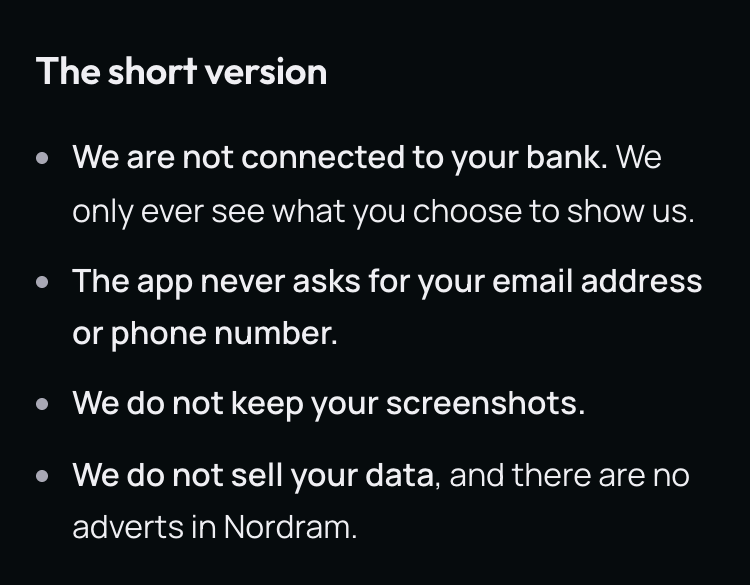 The short version
We are not connected to your bank. We
only ever see what you choose to show us.
The app never asks for your email address
or phone number.
We do not keep your screenshots.
We do not sell your data, and there are no
adverts in Nordram.